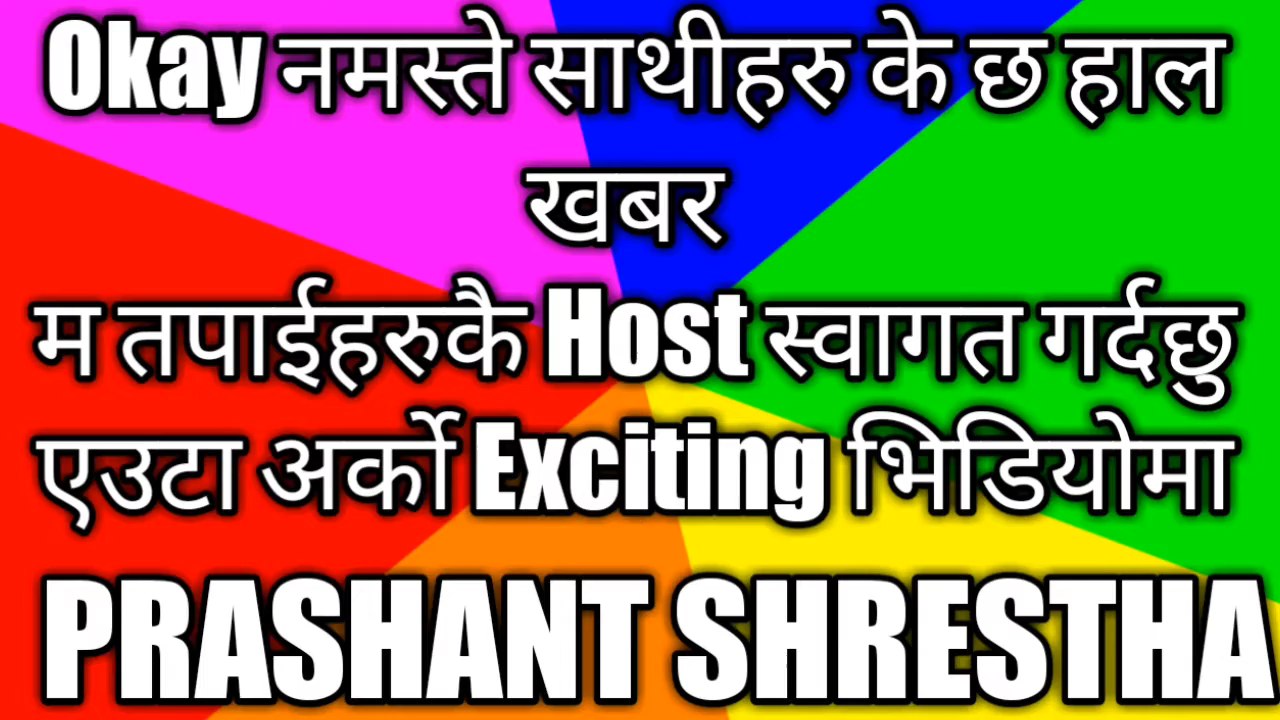 Okay नमस्ते साथीहरु के छ हाल
खबर
म तपाईहरुकै Host स्वागत गर्दछु
एउटा अर्को Exciting भिडियोमा
PRASHANT SHRESTHA